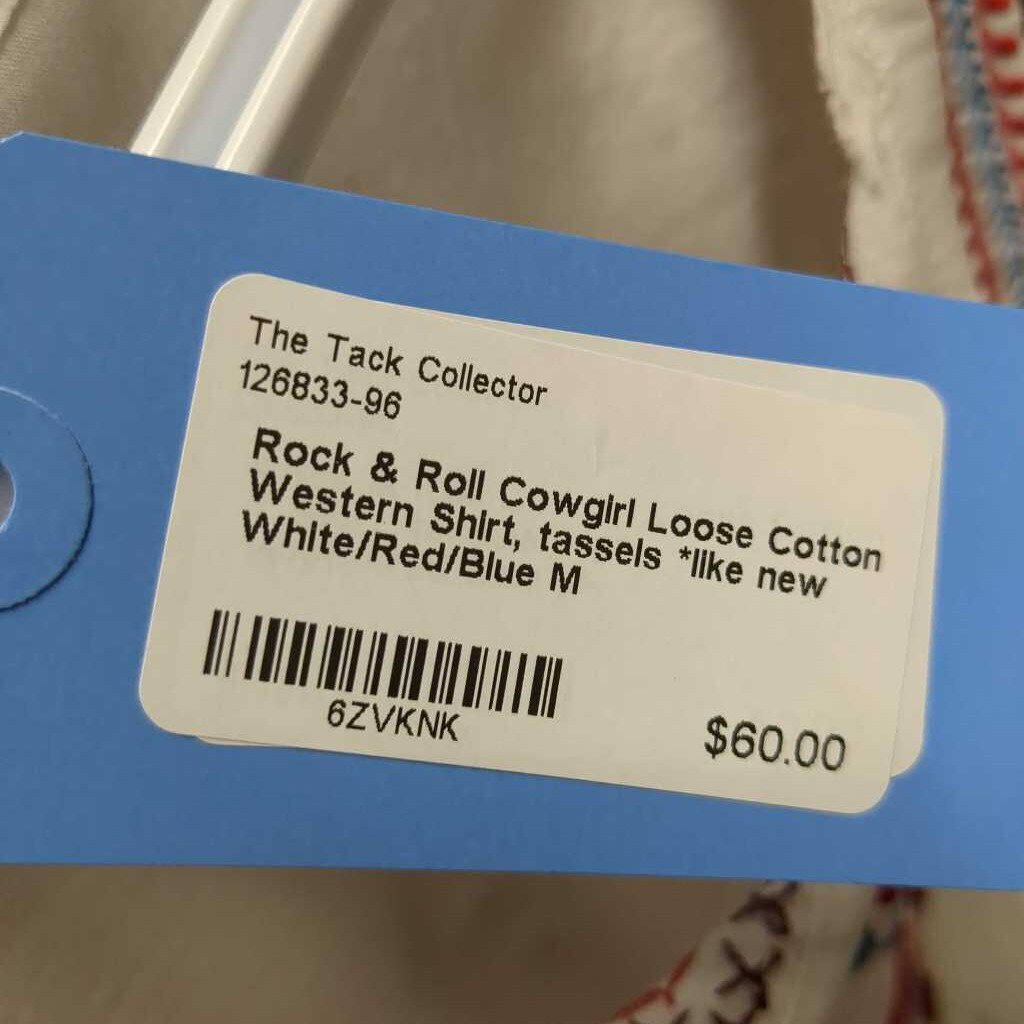 The Tack Collector
126833-96
Rock & Roll Cowgirl Loose Cotton
Western Shirt, tassels *like new
White/Red/Blue M
6ZVKNK
$60.00